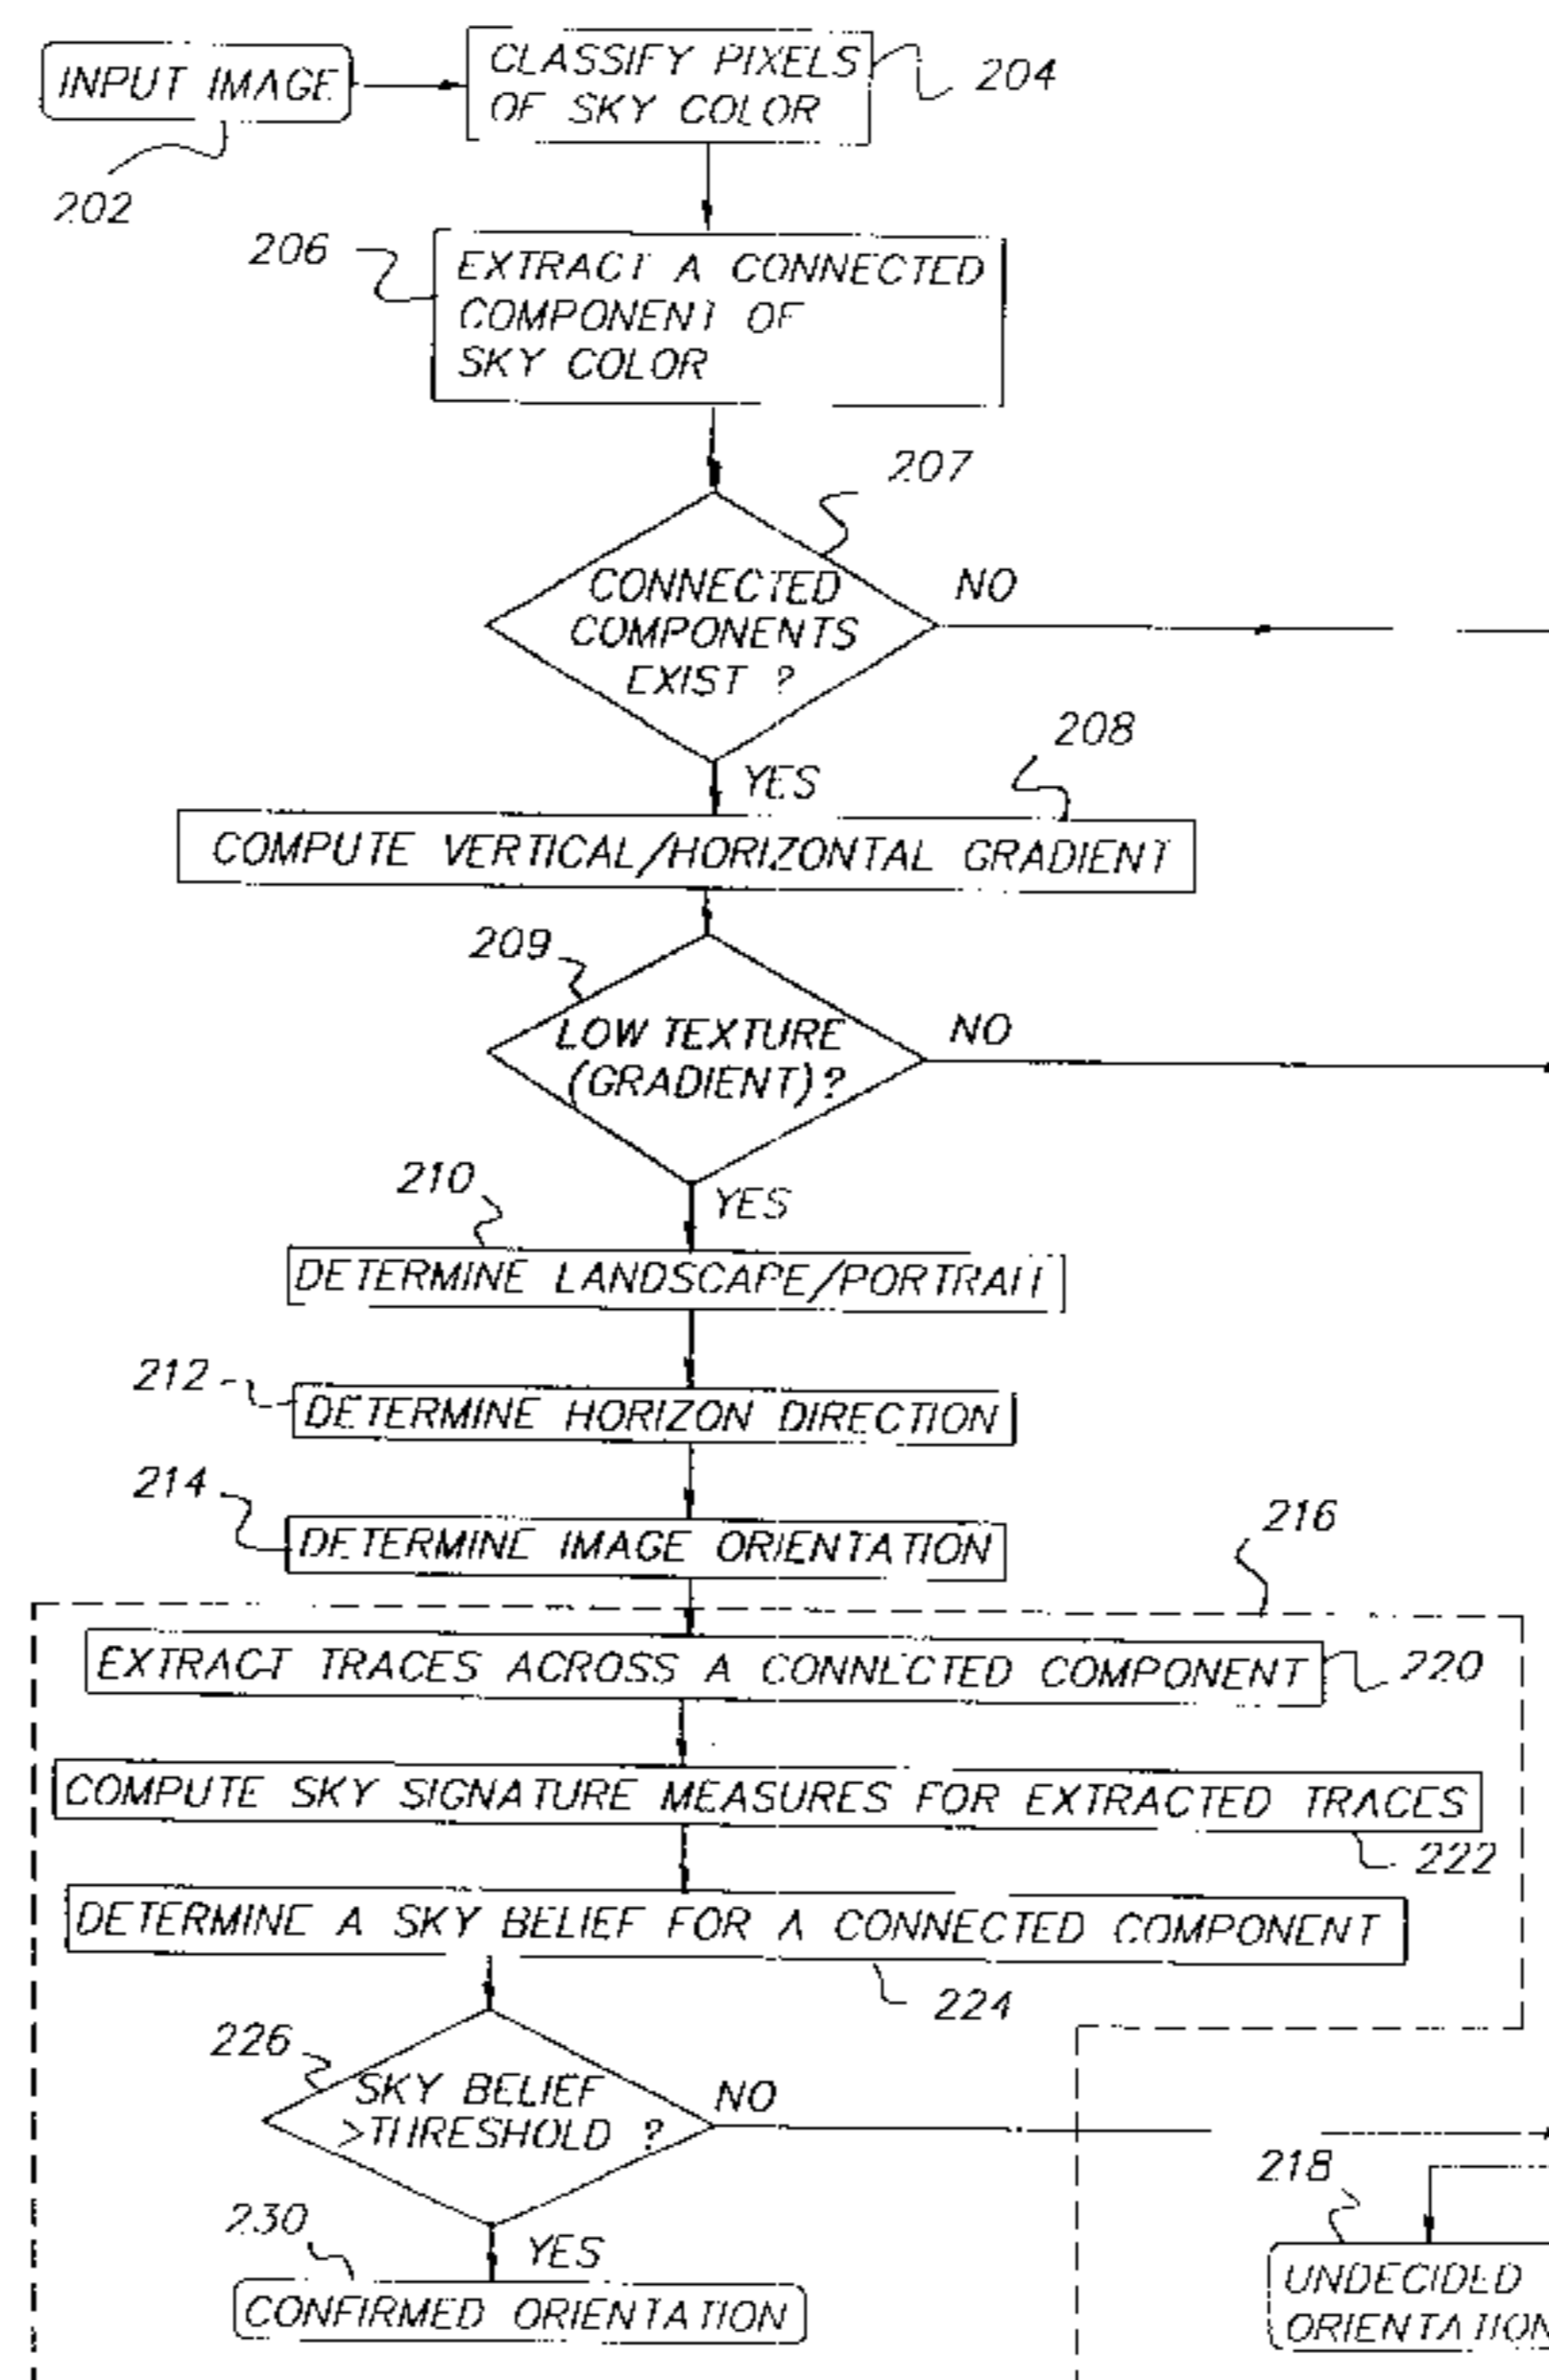 INPUT IMAGE
202
CLASSIFY PIXELS
OF SKY COLOR
204
206
EXTRACT A CONNECTED
COMPONENT OF
SKY COLOR
207
CONNECTED
COMPONENTS
EXIST ?
NO
YES
208
COMPUTE VERTICAL/HORIZONTAL GRADIENT
209
LOW TEXTURE
(GRADIENT)?
NO
YES
210
DETERMINE LANDSCAPE/PORTRAIT
212
DETERMINE HORIZON DIRECTION
214
DETERMINE IMAGE ORIENTATION
216
EXTRACT TRACES ACROSS A CONNECTED COMPONENT
220
COMPUTE SKY SIGNATURE MEASURES FOR EXTRACTED TRACES
222
DETERMINE A SKY BELIEF FOR A CONNECTED COMPONENT
224
226
SKY BELIEF
>THRESHOLD ?
NO
YES
230
CONFIRMED ORIENTATION
218
UNDECIDED
ORIENTATION